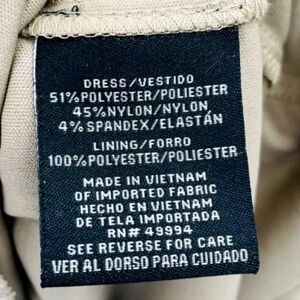 DRESS/VESTIDO
51%POLYESTER/POLIESTER
45%NYLON/NYLON,
4%SPANDEX/ELASTÁN
LINING/FORRO
100%POLYESTER/POLIESTER
MADE IN VIETNAM
OF IMPORTED FABRIC
HECHO EN VIETNAM
DE TELA IMPORTADA
RN# 49994
SEE REVERSE FOR CARE
VER AL DORSO PARA CUIDADO